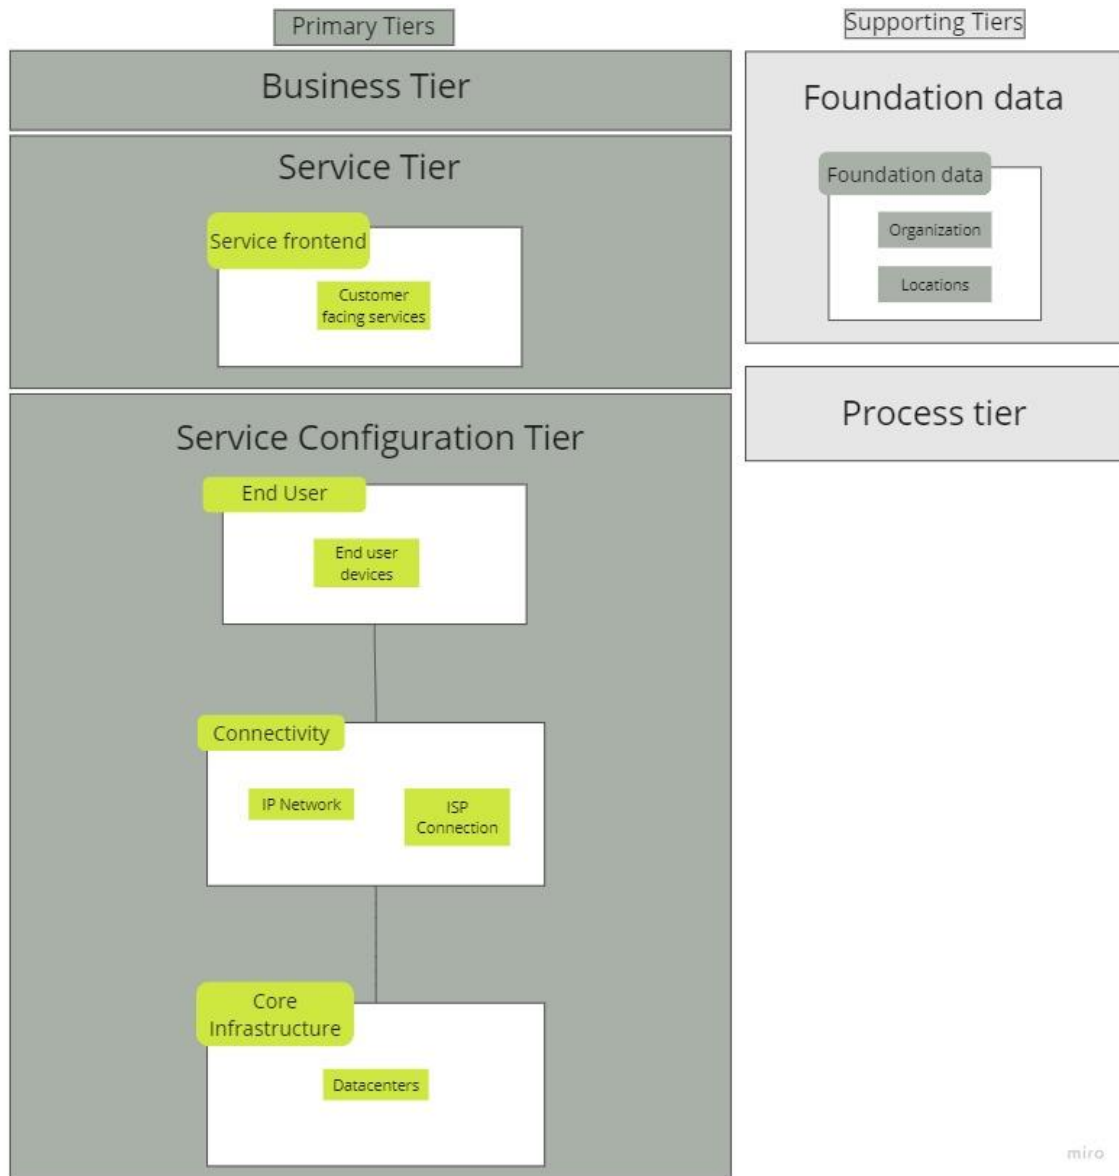 Primary Tiers
Business Tier
Service Tier
Service frontend
Customer
facing services
Service Configuration Tier
End User
End user
devices
Connectivity
IP Network
ISP
Connection
Core
Infrastructure
Datacenters
Supporting Tiers
Foundation data
Foundation data
Organization
Locations
Process tier
miro